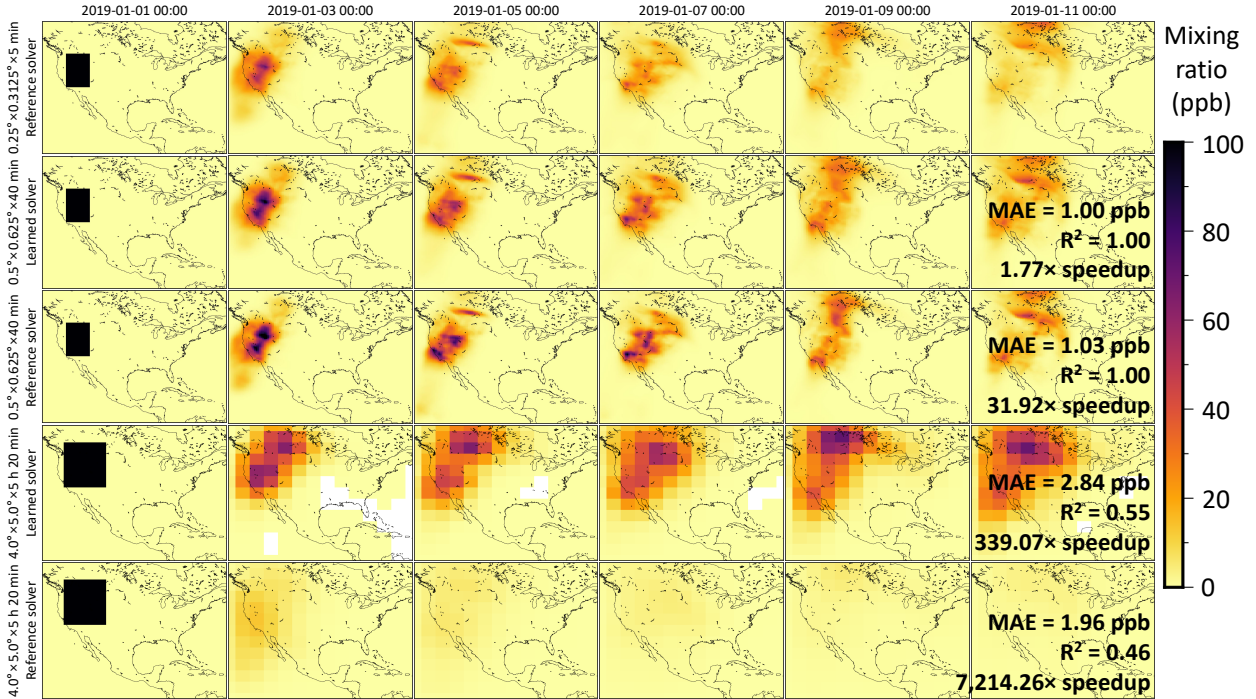 2019-01-01 00:00
2019-01-03 00:00
2019-01-05 00:00
2019-01-07 00:00
2019-01-09 00:00
2019-01-11 00:00
0.25°×0.3125°×5 min
Reference solver
0.5°×0.625°×40 min
Learned solver
MAE = 1.00 ppb
R² = 1.00
1.77× speedup
0.5°×0.625°×40 min
Reference solver
MAE = 1.03 ppb
R² = 1.00
31.92× speedup
4.0°×5.0°×5 h 20 min
Learned solver
MAE = 2.84 ppb
R² = 0.55
339.07× speedup
4.0°×5.0°×5 h 20 min
Reference solver
MAE = 1.96 ppb
R² = 0.46
7,214.26× speedup
Mixing
ratio
(ppb)
100
80
60
40
20
0